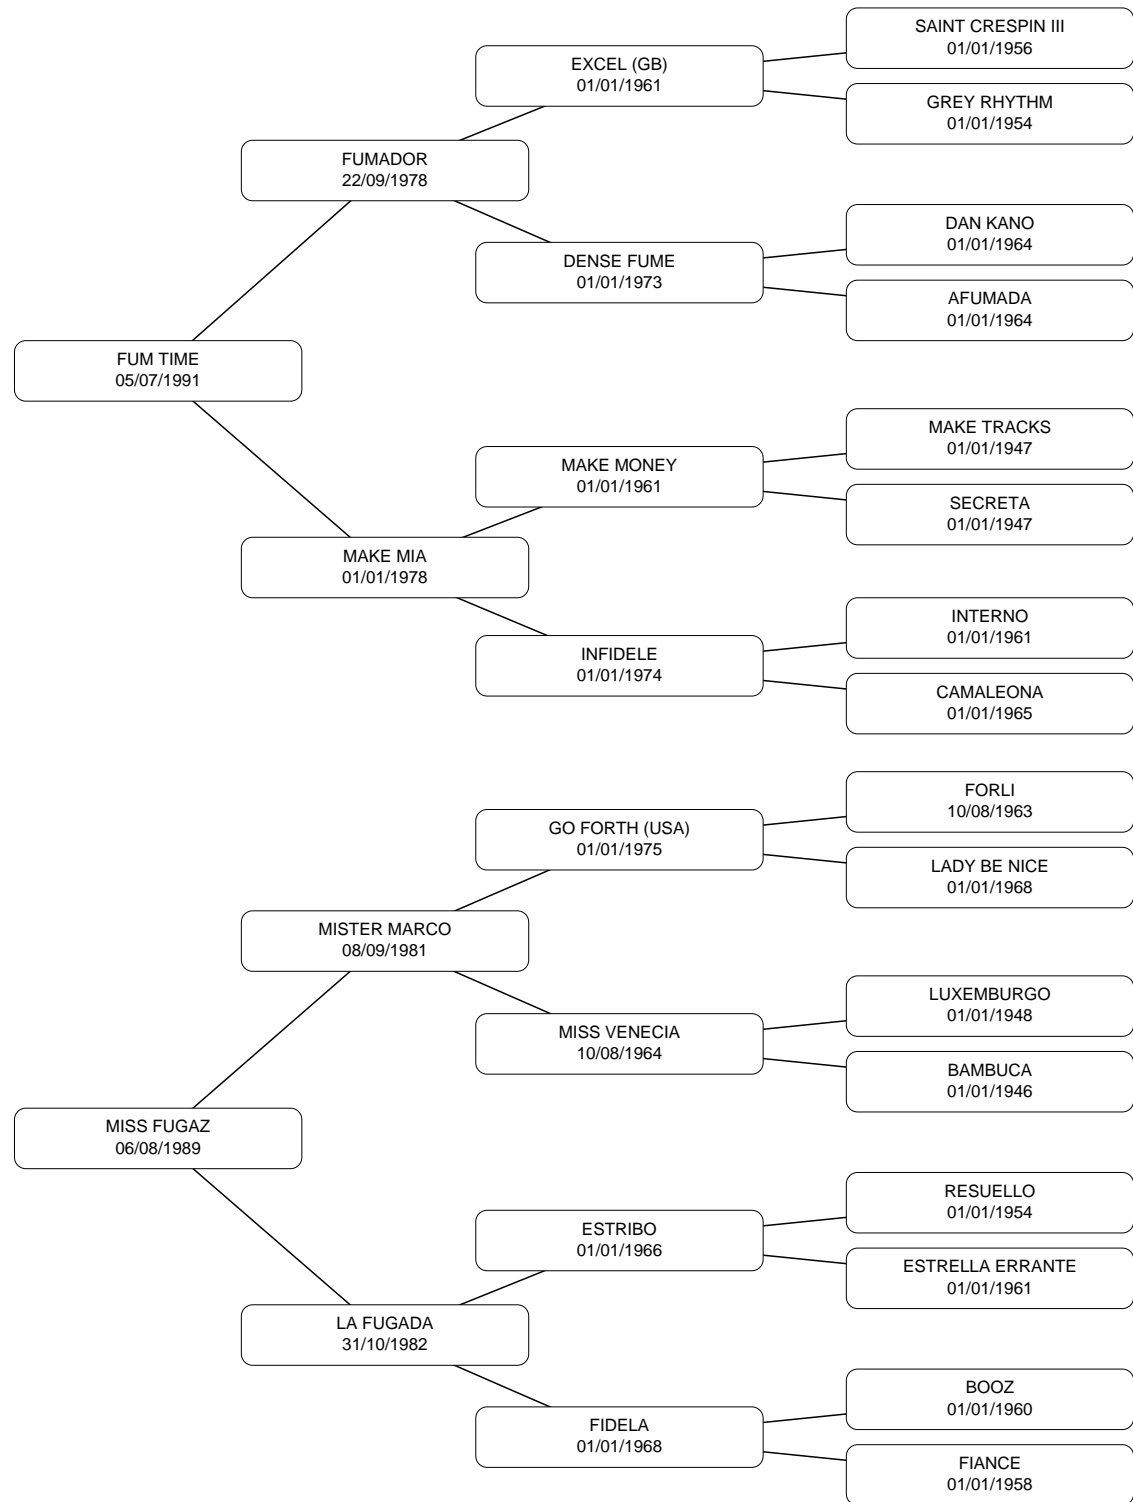 SAINT CRESPIN III
01/01/1956
EXCEL (GB)
01/01/1961
GREY RHYTHM
01/01/1954
FUMADOR
22/09/1978
DAN KANO
01/01/1964
DENSE FUME
01/01/1973
AFUMADA
01/01/1964
FUM TIME
05/07/1991
MAKE TRACKS
01/01/1947
MAKE MONEY
01/01/1961
SECRETA
01/01/1947
MAKE MIA
01/01/1978
INTERNO
01/01/1961
INFIDELE
01/01/1974
CAMALEONA
01/01/1965
FORLI
10/08/1963
GO FORTH (USA)
01/01/1975
LADY BE NICE
01/01/1968
MISTER MARCO
08/09/1981
LUXEMBURGO
01/01/1948
MISS VENECIA
10/08/1964
BAMBUCA
01/01/1946
MISS FUGAZ
06/08/1989
RESUELLO
01/01/1954
ESTRIBO
01/01/1966
ESTRELLA ERRANTE
01/01/1961
LA FUGADA
31/10/1982
BOOZ
01/01/1960
FIDELA
01/01/1968
FIANCE
01/01/1958